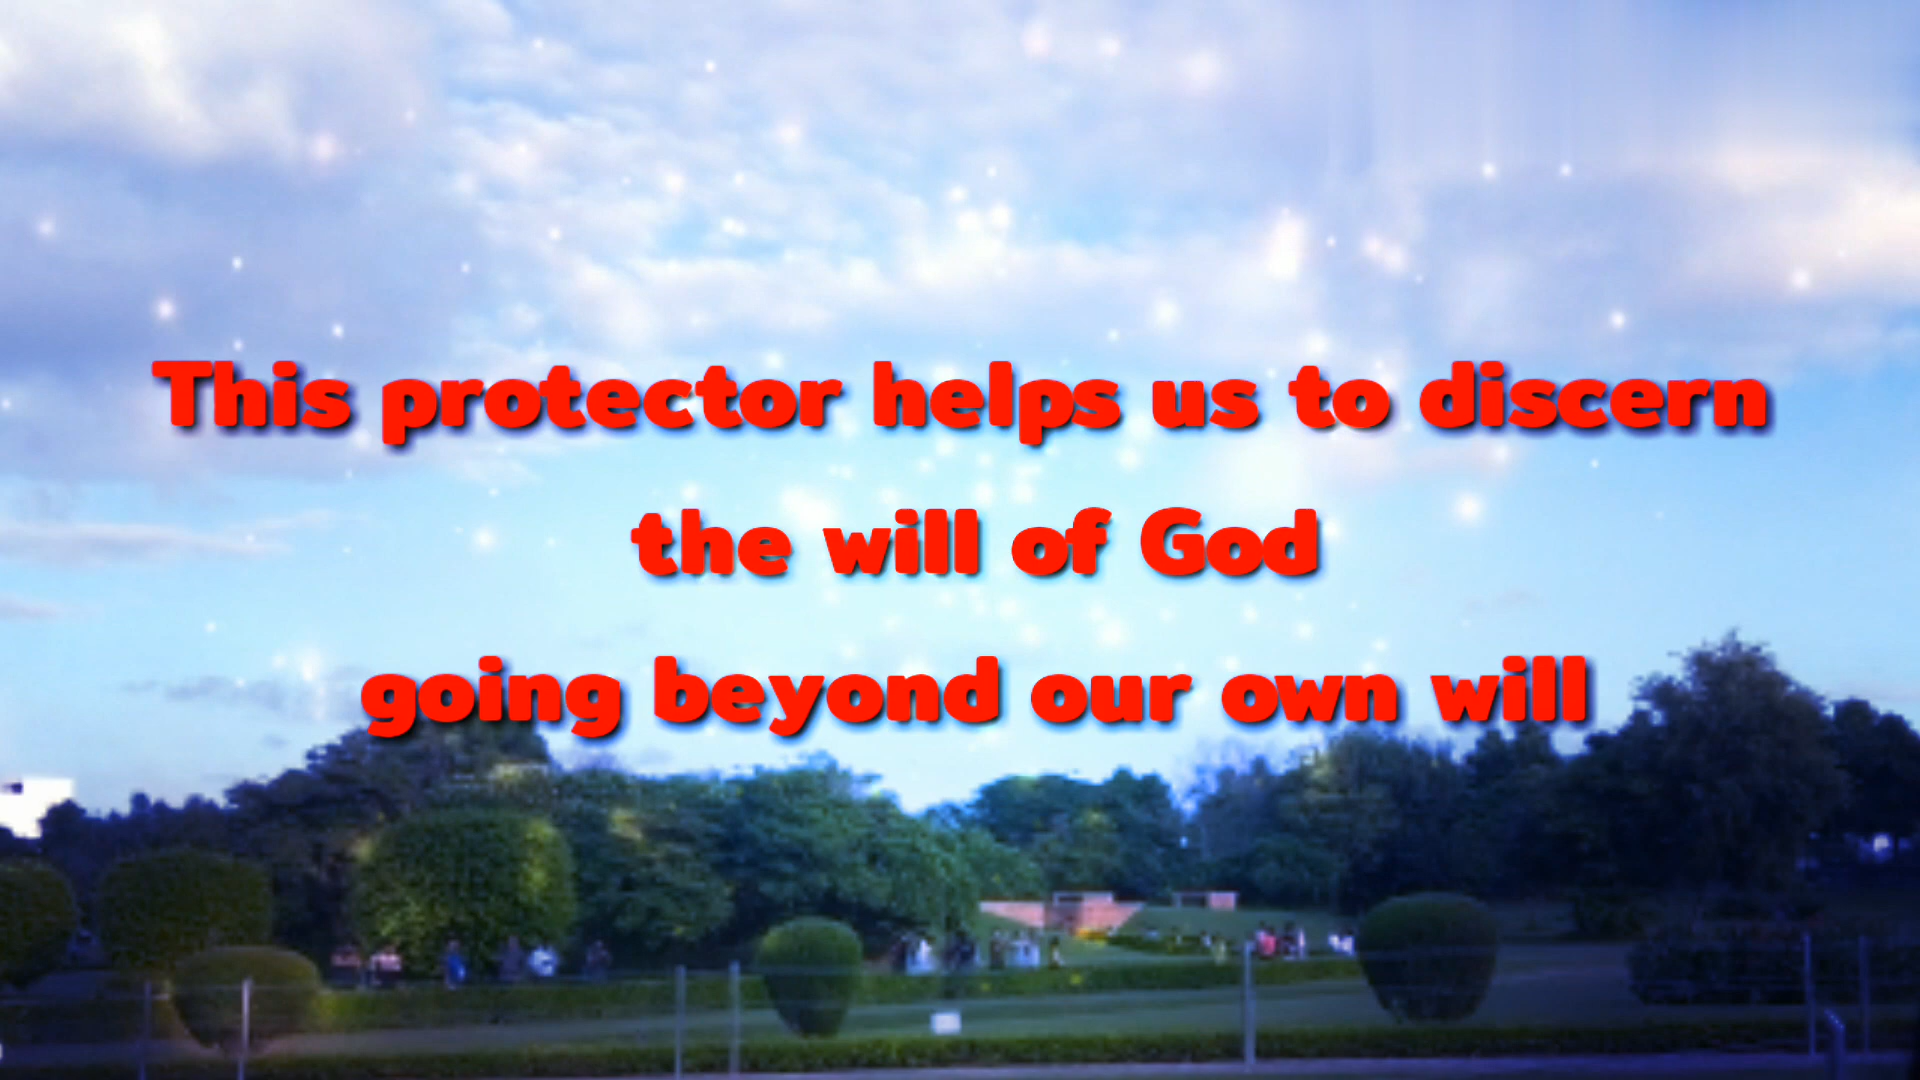 This protector helps us to discern
the will of God
going beyond our own will